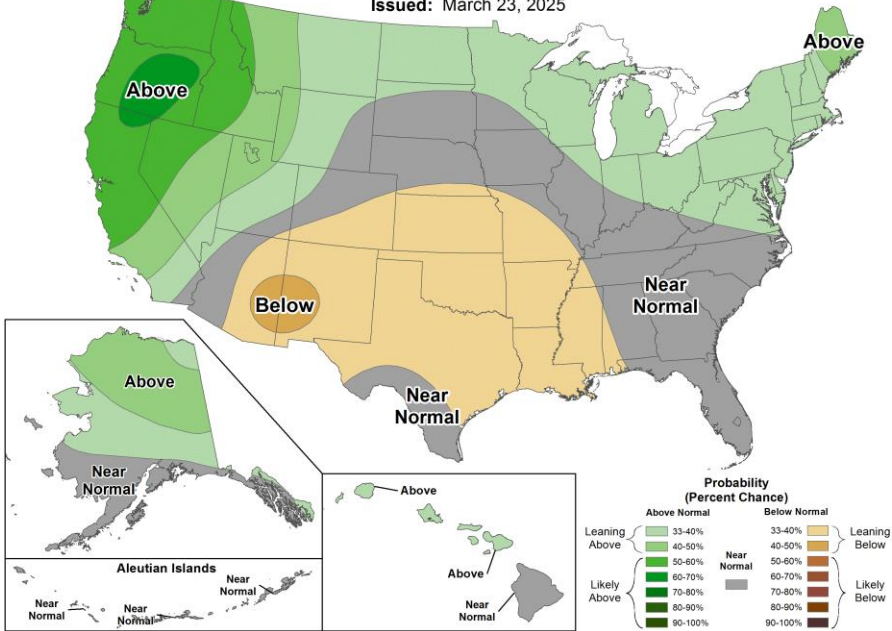 Issued: March 23, 2025
Above
Above
Below
Near
Normal
Near
Normal
Above
Near
Normal
Aleutian Islands
Near
Normal
Near
Normal
Near
Normal
Above
Above
Near
Normal
Probability
(Percent Chance)
Above Normal
Below Normal
Leaning
Above
33-40%
40-50%
Likely
Above
50-60%
60-70%
70-80%
80-90%
90-100%
Near
Normal
33-40%
40-50%
Leaning
Below
50-60%
60-70%
70-80%
80-90%
90-100%
Likely
Below